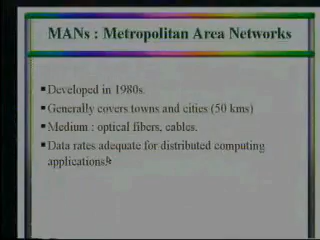 MANs : Metropolitan Area Networks
▪Developed in 1980s.
▪Generally covers towns and cities (50 kms)
▪Medium : optical fibers, cables.
▪Data rates adequate for distributed computing
applications.